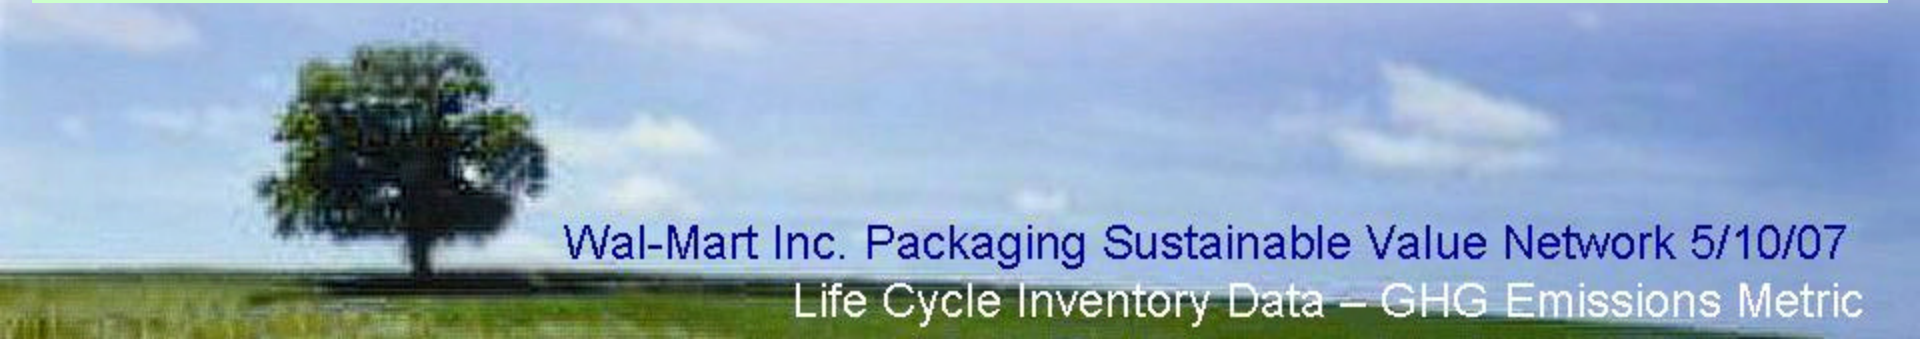 Wal-Mart Inc. Packaging Sustainable Value Network 5/10/07
Life Cycle Inventory Data – GHG Emissions Metric